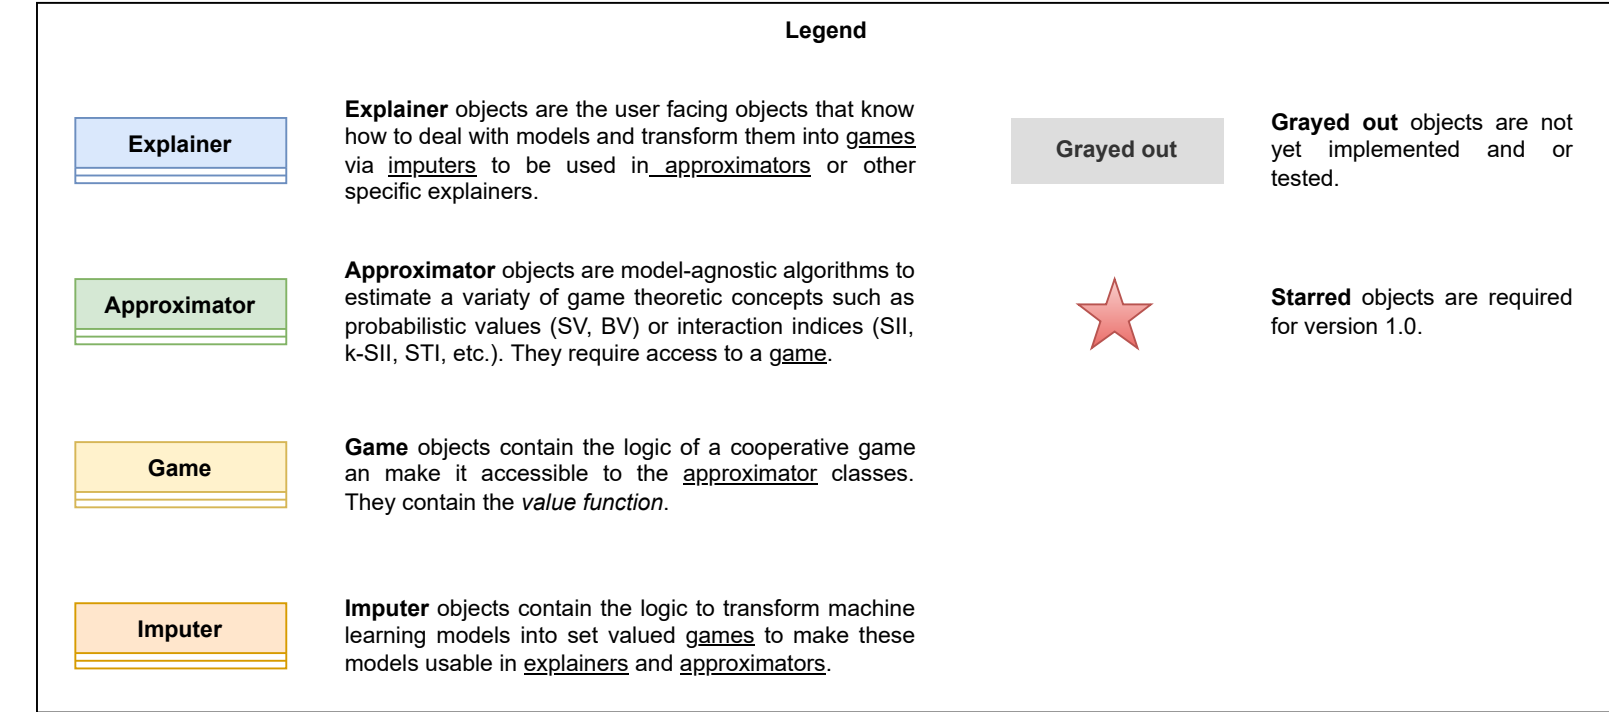 Legend
Explainer
Explainer objects are the user facing objects that know
how to deal with models and transform them into games
via imputers to be used in approximators or other
specific explainers.
Grayed out
Grayed out objects are not
yet implemented and or
tested.
Approximator
Approximator objects are model-agnostic algorithms to
estimate a variaty of game theoretic concepts such as
probabilistic values (SV, BV) or interaction indices (SII,
k-SII, STI, etc.). They require access to a game.
Starred objects are required
for version 1.0.
Game
Game objects contain the logic of a cooperative game
an make it accessible to the approximator classes.
They contain the value function.
Imputer
Imputer objects contain the logic to transform machine
learning models into set valued games to make these
models usable in explainers and approximators.